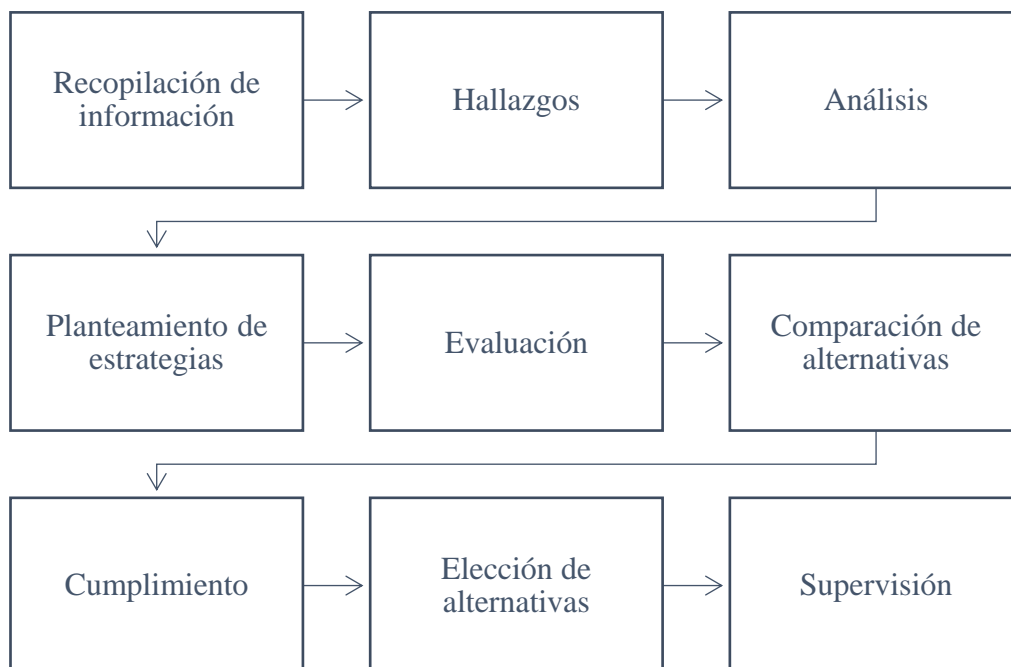 Recopilación de
información
Hallazgos
Análisis
Planteamiento de
estrategias
Evaluación
Comparación de
alternativas
Cumplimiento
Elección de
alternativas
Supervisión